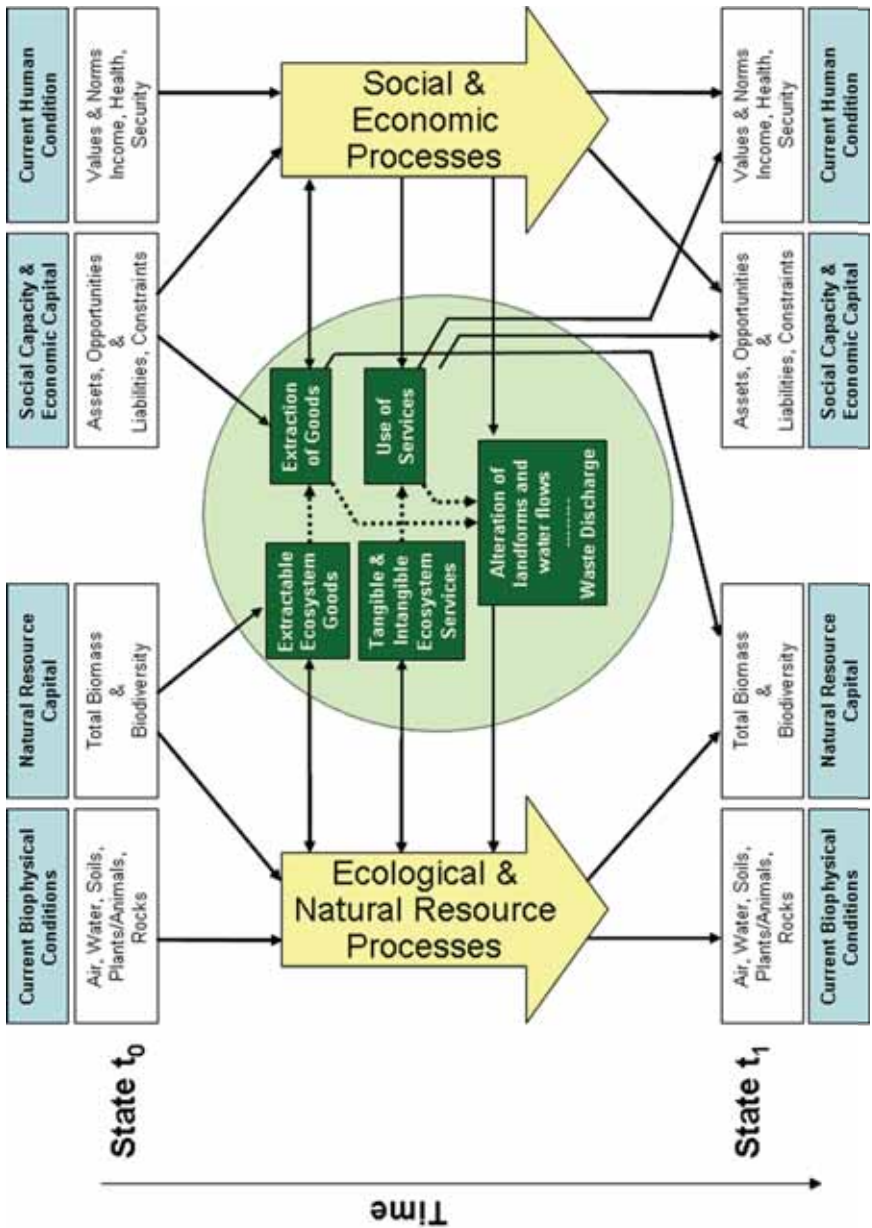 Time
State t₀
Current Biophysical
Conditions
Air, Water, Soils,
Plants/Animals,
Rocks
Natural Resource
Capital
Total Biomass
&
Biodiversity
Social Capacity &
Economic Capital
Assets, Opportunities
&
Liabilities, Constraints
Current Human
Condition
Values & Norms
Income, Health,
Security
Ecological &
Natural Resource
Processes
Extractable
Ecosystem
Goods
Extraction
of Goods
Tangible &
Intangible
Ecosystem
Services
Use of
Services
Alteration of
landforms and
water flows
--------
Waste Discharge
Social &
Economic
Processes
State t₁
Air, Water, Soils,
Plants/Animals,
Rocks
Current Biophysical
Conditions
Total Biomass
&
Biodiversity
Natural Resource
Capital
Assets, Opportunities
&
Liabilities, Constraints
Social Capacity &
Economic Capital
Values & Norms
Income, Health,
Security
Current Human
Condition